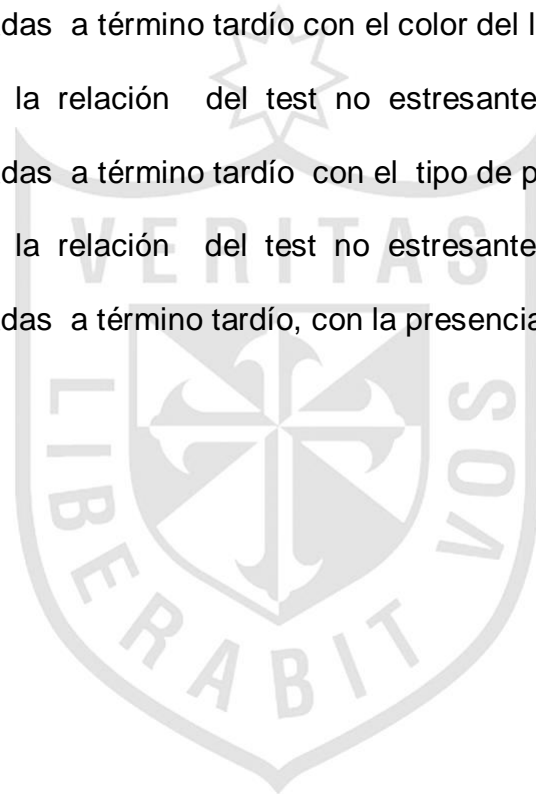 das a término tardío con el color del l
la relación del test no estresante
das a término tardío con el tipo de p
la relación del test no estresante
das a término tardío, con la presencia
VERITAS
LIBERABIT VOS